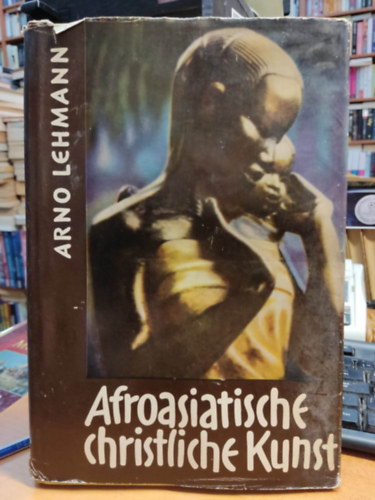 ARNO LEHMANN
Afroasiatische
christliche Kunst